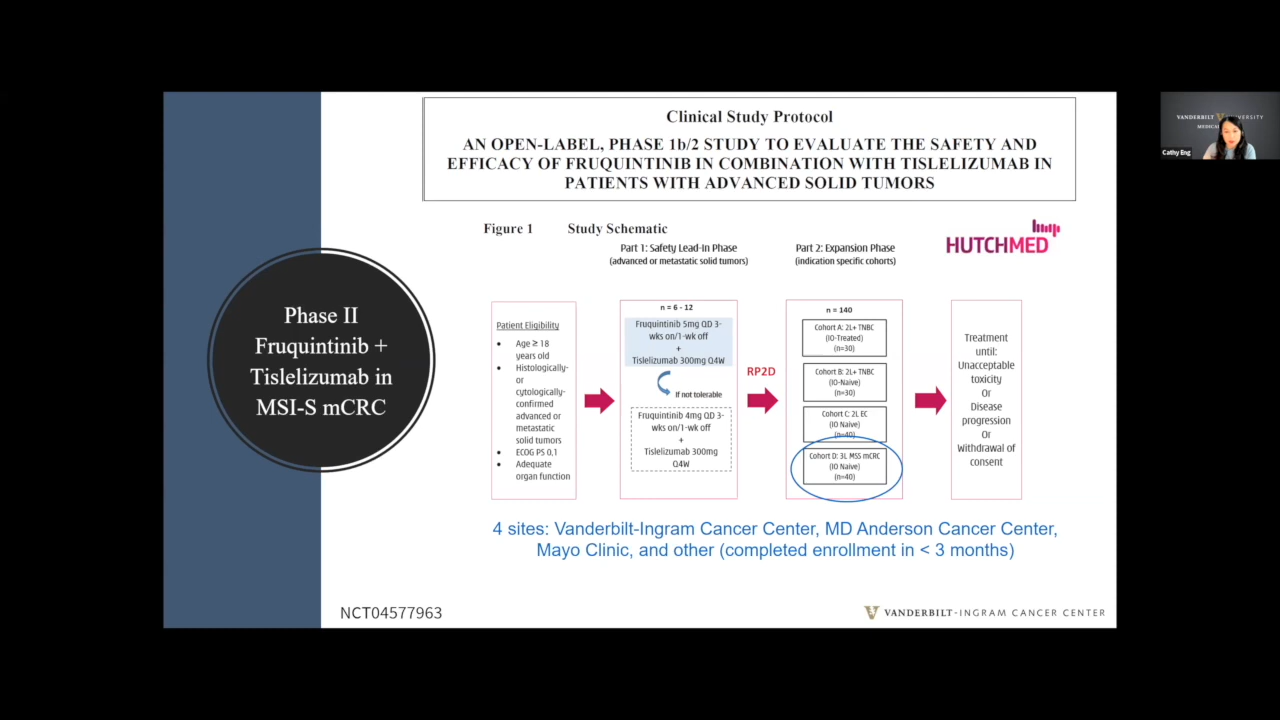 Clinical Study Protocol
AN OPEN-LABEL, PHASE 1b/2 STUDY TO EVALUATE THE SAFETY AND
EFFICACY OF FRUQUINTINIB IN COMBINATION WITH TISLELIZUMAB IN
PATIENTS WITH ADVANCED SOLID TUMORS
VANDERBILT UNIVERSITY
MEDICAL
Cathy Eng
Figure 1 Study Schematic
HUTCHMED
Part 1: Safety Lead-In Phase
(advanced or metastatic solid tumors)
Part 2: Expansion Phase
(indication specific cohorts)
Phase II
Fruquintinib +
Tislelizumab in
MSI-S mCRC
Patient Eligibility
Age ≥ 18
years old
Histologically-
or
cytologically-
confirmed
advanced or
metastatic
solid tumors
ECOG PS 0,1
Adequate
organ function
n = 6 - 12
Fruquintinib 5mg QD 3-
wks on/1-wk off
+
Tislelizumab 300mg Q4W
If not tolerable
Fruquintinib 4mg QD 3-
wks on/1-wk off
+
Tislelizumab 300mg
Q4W
RP2D
n = 140
Cohort A: 2L+ TNBC
(IO-Treated)
(n=30)
Cohort B: 2L+ TNBC
(IO-Naive)
(n=30)
Cohort C: 2L EC
(IO Naive)
(n=40)
Cohort D: 3L MSS mCRC
(IO Naive)
(n=40)
Treatment
until:
Unacceptable
toxicity
Or
Disease
progression
Or
Withdrawal of
consent
4 sites: Vanderbilt-Ingram Cancer Center, MD Anderson Cancer Center,
Mayo Clinic, and other (completed enrollment in < 3 months)
NCT04577963
VANDERBILT-INGRAM CANCER CENTER